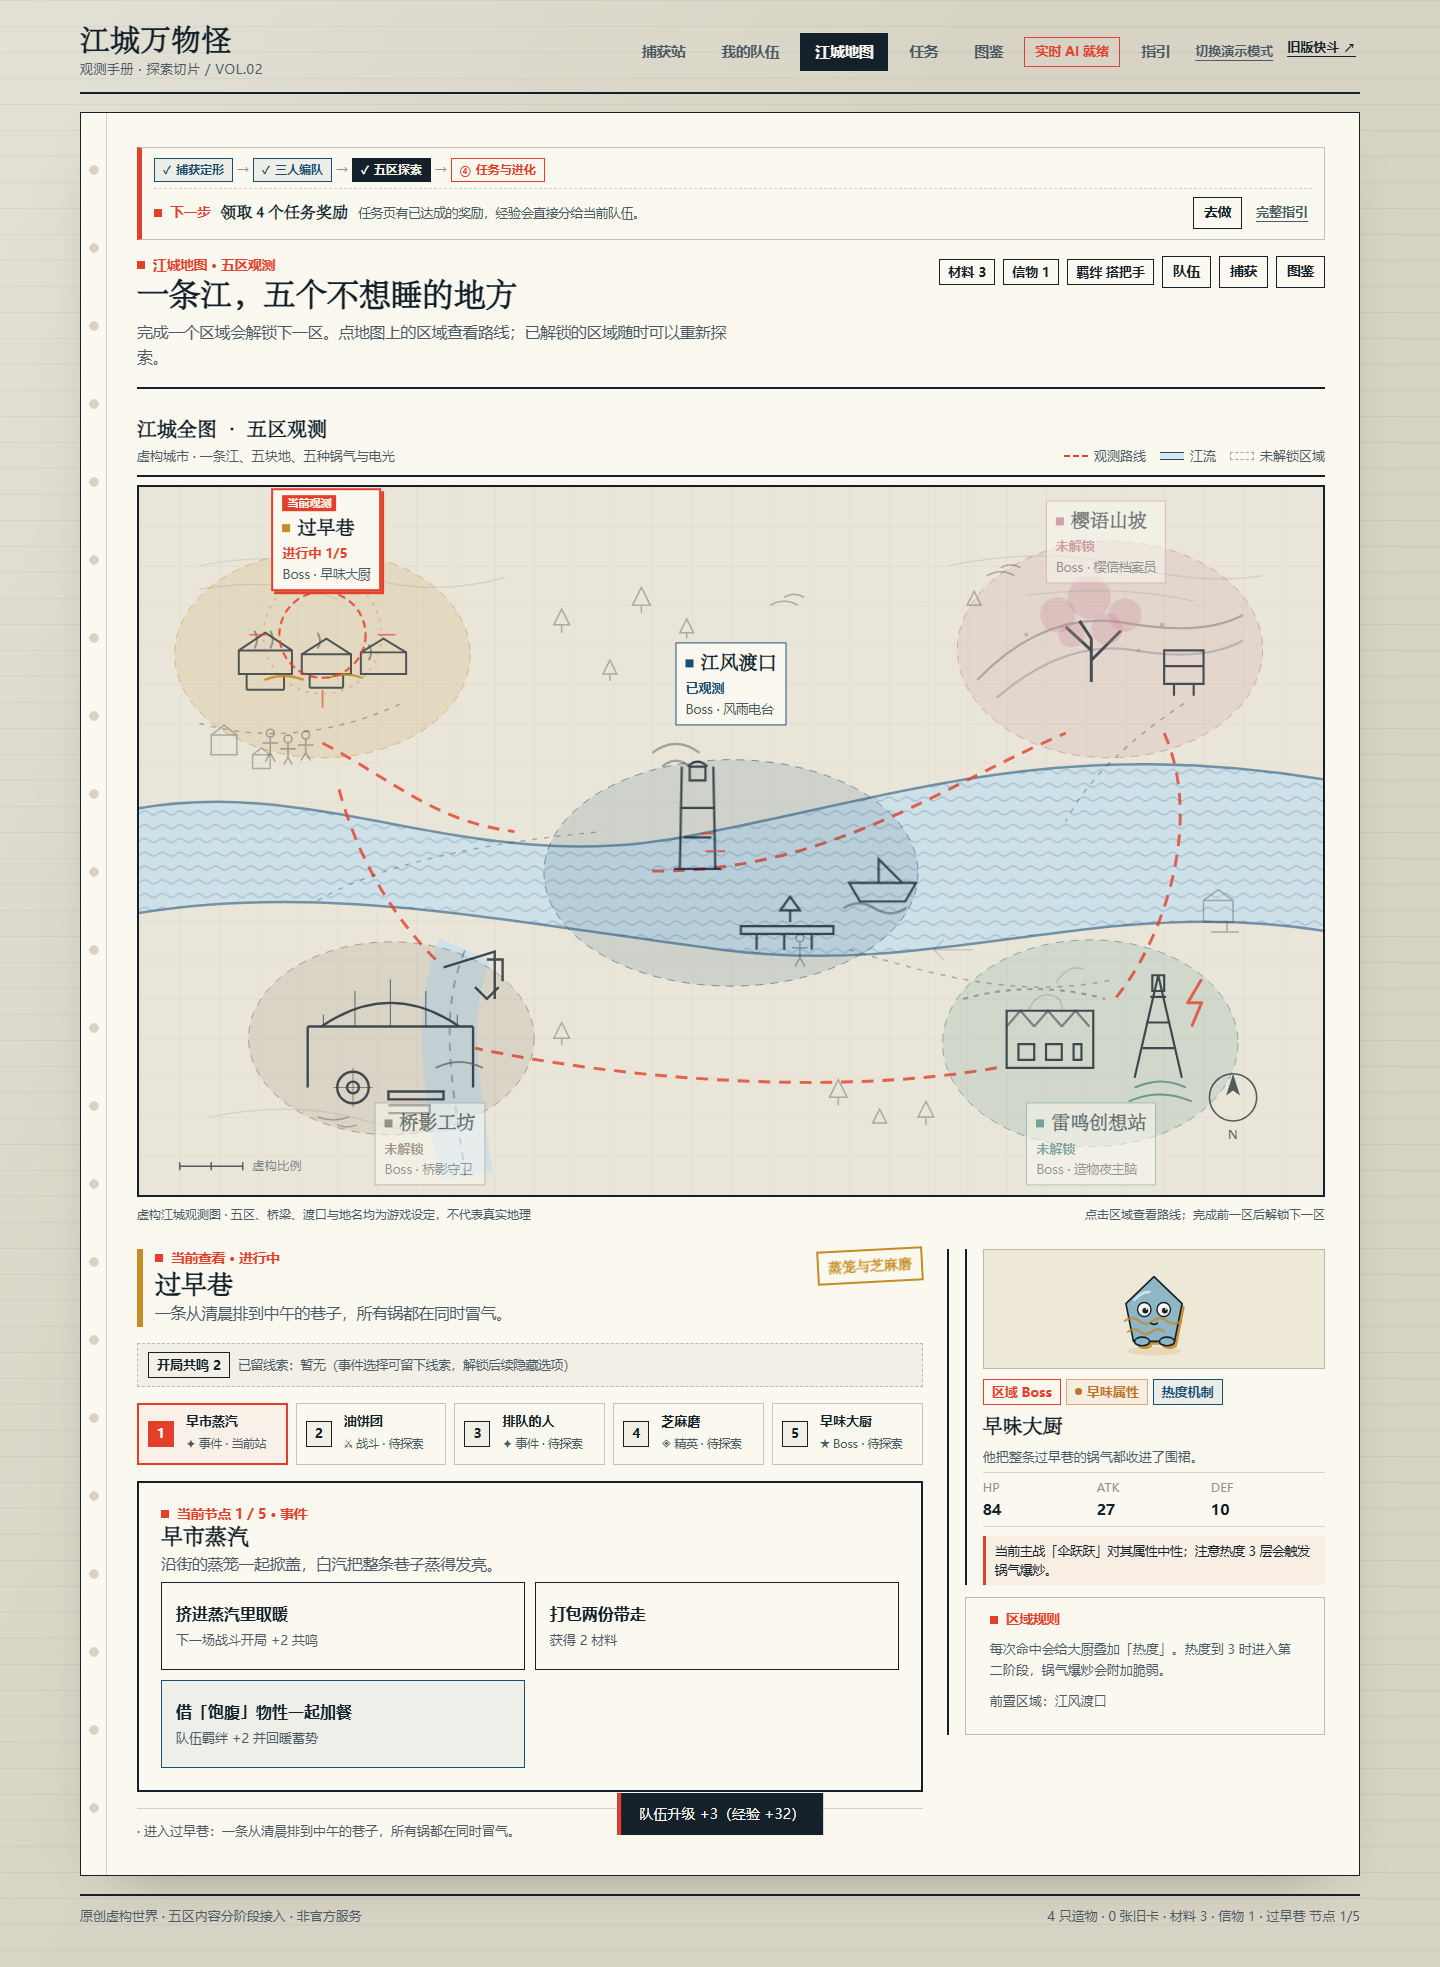 江城万物怪
观测手册 · 探索切片 / VOL.02
捕获站
我的队伍
江城地图
任务
图鉴
实时 AI 就绪
指引
切换演示模式
旧版快斗 ↗
✓ 捕获定形 → ✓ 三人编队 → ✓ 五区探索 → ④ 任务与进化
下一步 领取 4 个任务奖励 任务页有已达成的奖励，经验会直接分给当前队伍。
去做
完整指引
江城地图 • 五区观测
一条江，五个不想睡的地方
完成一个区域会解锁下一区。点地图上的区域查看路线；已解锁的区域随时可以重新探
索。
材料 3
信物 1
羁绊 搭把手
队伍
捕获
图鉴
江城全图 · 五区观测
虚构城市 · 一条江、五块地、五种锅气与电光
观测路线
江流
未解锁区域
当前观测
过早巷
进行中 1/5
Boss · 早味大厨
樱语山坡
未解锁
Boss · 樱信档案员
江风渡口
已观测
Boss · 风雨电台
桥影工坊
未解锁
Boss · 桥影守卫
雷鸣创想站
未解锁
Boss · 造物夜主脑
N
虚构比例
虚构江城观测图 · 五区、桥梁、渡口与地名均为游戏设定，不代表真实地理
点击区域查看路线；完成前一区后解锁下一区
当前查看 • 进行中
过早巷
一条从清晨排到中午的巷子，所有锅都在同时冒气。
蒸笼与芝麻磨
开局共鸣 2
已留线索：暂无（事件选择可留下线索，解锁后续隐藏选项）
1
早市蒸汽
✦ 事件 · 当前站
2
油饼团
⚔ 战斗 · 待探索
3
排队的人
✦ 事件 · 待探索
4
芝麻磨
◈ 精英 · 待探索
5
早味大厨
★ Boss · 待探索
当前节点 1 / 5 • 事件
早市蒸汽
沿街的蒸笼一起掀盖，白汽把整条巷子蒸得发亮。
挤进蒸汽里取暖
下一场战斗开局 +2 共鸣
打包两份带走
获得 2 材料
借「饱腹」物性一起加餐
队伍羁绊 +2 并回暖蓄势
· 进入过早巷：一条从清晨排到中午的巷子，所有锅都在同时冒气。
队伍升级 +3（经验 +32）
区域 Boss
早味属性
热度机制
早味大厨
他把整条过早巷的锅气都收进了围裙。
HP
84
ATK
27
DEF
10
当前主战「伞跃跃」对其属性中性；注意热度 3 层会触发
锅气爆炒。
区域规则
每次命中会给大厨叠加「热度」。热度到 3 时进入第
二阶段，锅气爆炒会附加脆弱。
前置区域：江风渡口
原创虚构世界 · 五区内容分阶段接入 · 非官方服务
4 只造物 · 0 张旧卡 · 材料 3 · 信物 1 · 过早巷 节点 1/5